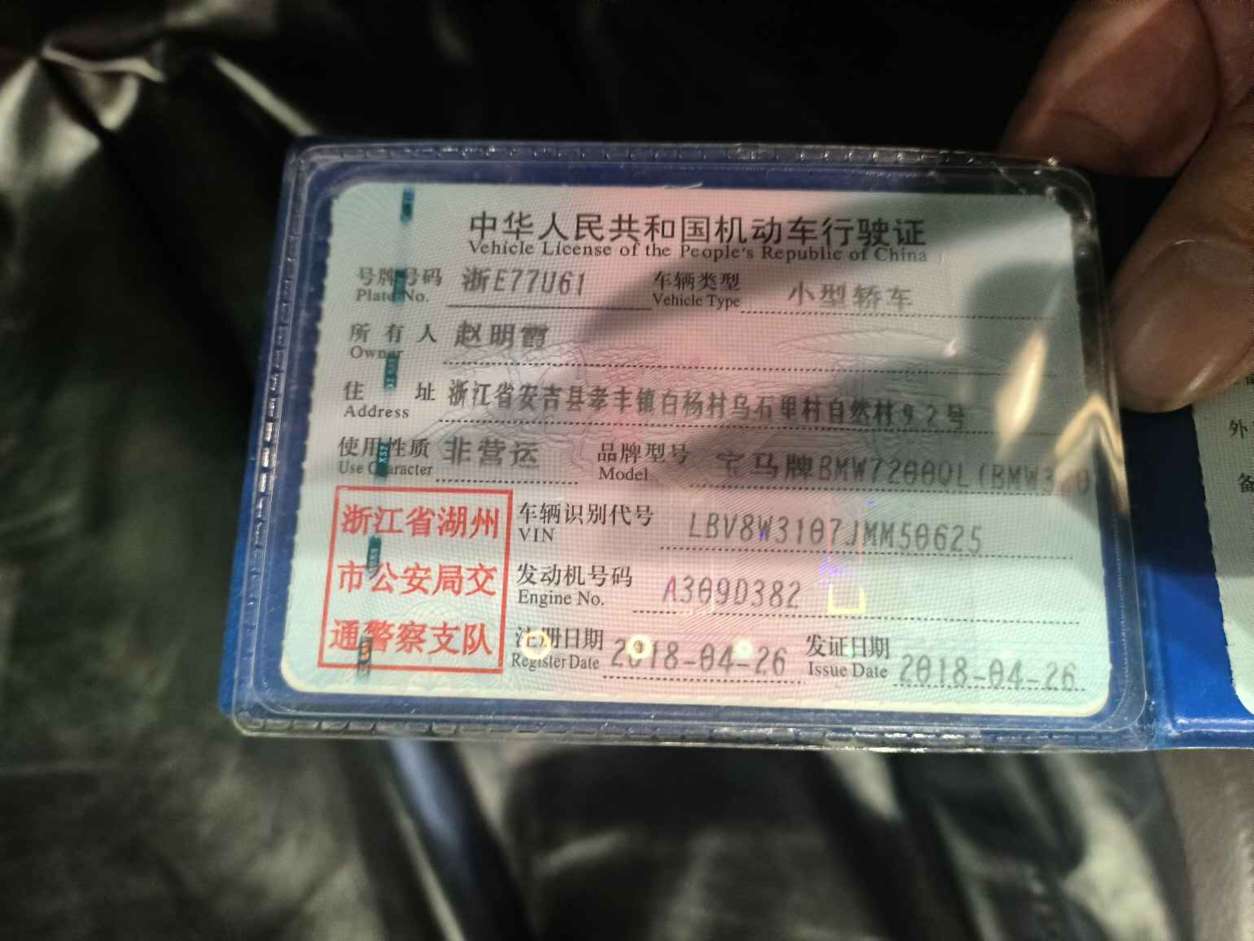 中华人民共和国机动车行驶证
Vehicle License of the People's Republic of China
号牌号码 浙E77U61 车辆类型 小型轿车
Plate No. Vehicle Type
所有人 赵明霄
Owner
住址 浙江省安吉县孝丰镇白杨村乌石里村自然村92号
Address
使用性质 非营运 品牌型号 宝马牌BMW7200QL(BMW320
Use Character Model
浙江省湖州
市公安局交
通警察支队
车辆识别代号 LBV8W3107JMM50625
VIN
发动机号码 A309D382
Engine No.
注册日期 2018-04-26 发证日期 2018-04-26
Register Date Issue Date
外
备